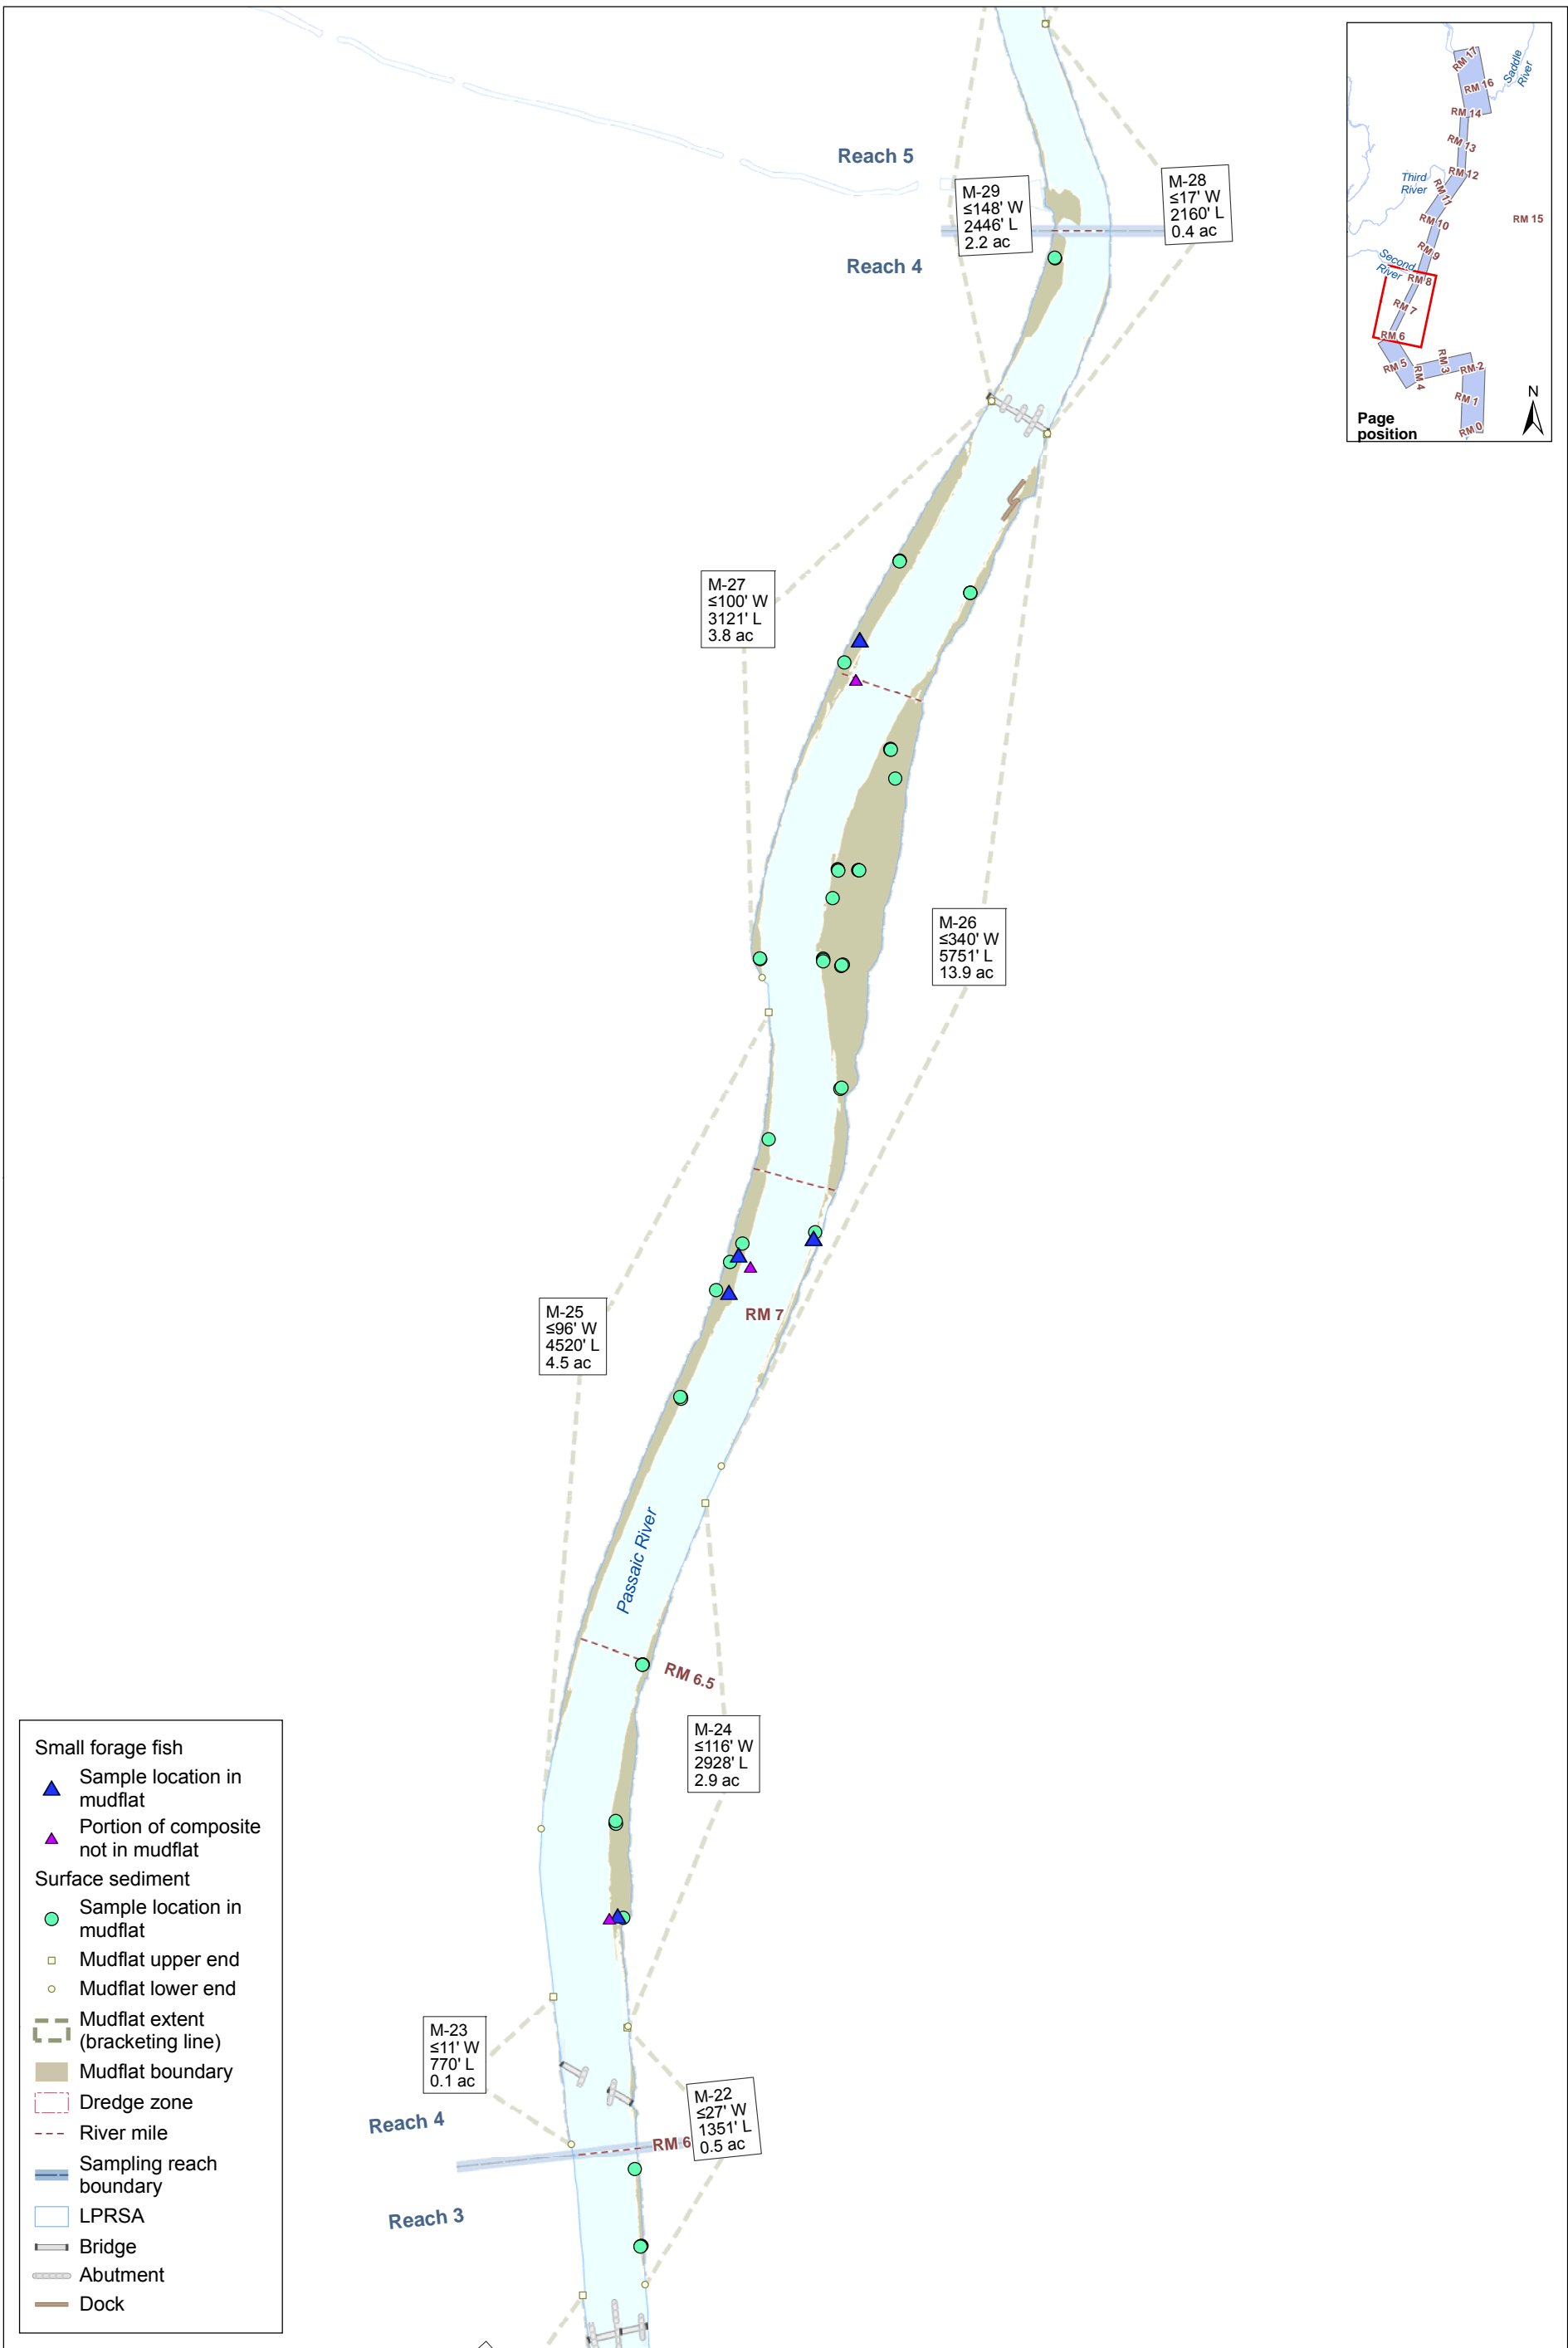 Reach 5
Reach 4
M-29
≤148' W
2446' L
2.2 ac
M-28
≤17' W
2160' L
0.4 ac
RM 17
Saddle
River
RM 16
RM 14
RM 13
RM 12
Third
River
RM 11
RM 10
RM 15
RM 9
Second
River
RM 8
RM 7
RM 6
RM 5
RM 4
RM 3
RM 2
RM 1
RM 0
Page
position
N
M-27
≤100' W
3121' L
3.8 ac
M-26
≤340' W
5751' L
13.9 ac
RM 7
M-25
≤96' W
4520' L
4.5 ac
Passaic River
RM 6.5
M-24
≤116' W
2928' L
2.9 ac
M-23
≤11' W
770' L
0.1 ac
M-22
≤27' W
1351' L
0.5 ac
Reach 4
RM 6
Reach 3
Small forage fish
Sample location in
mudflat
Portion of composite
not in mudflat
Surface sediment
Sample location in
mudflat
Mudflat upper end
Mudflat lower end
Mudflat extent
(bracketing line)
Mudflat boundary
Dredge zone
River mile
Sampling reach
boundary
LPRSA
Bridge
Abutment
Dock